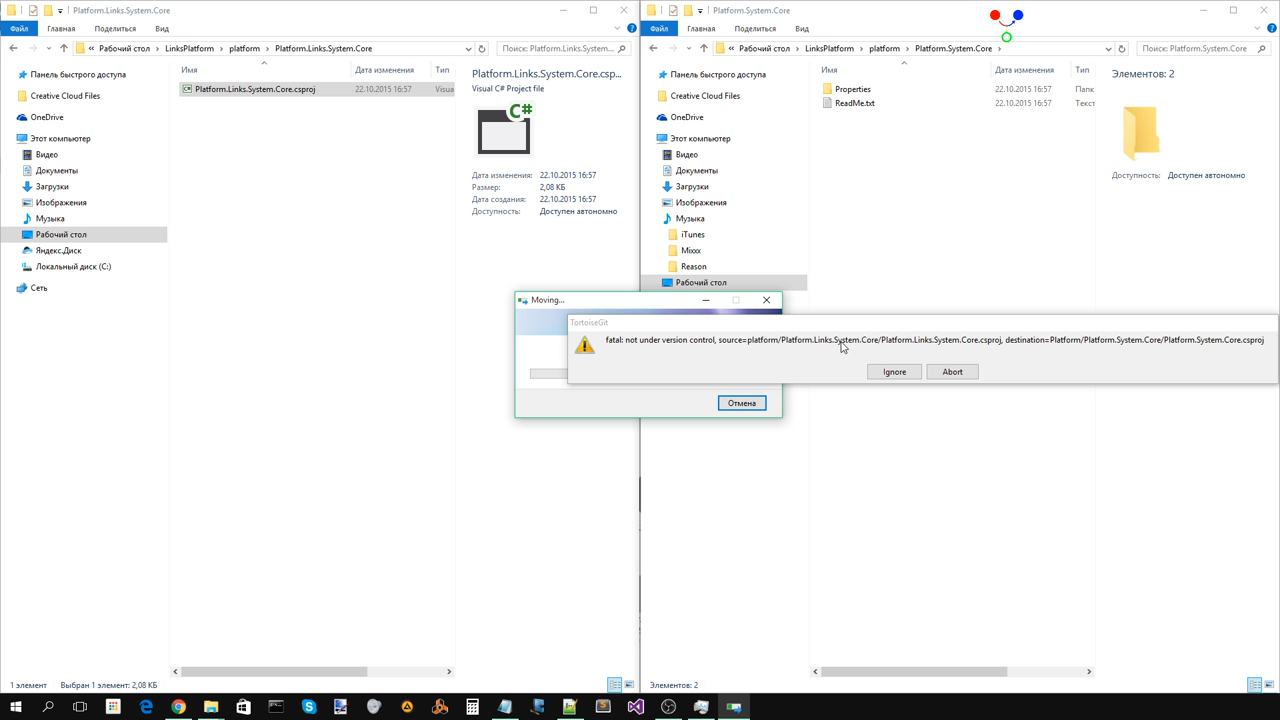 Platform.Links.System.Core
Файл Главная Поделиться Вид
Рабочий стол LinksPlatform platform Platform.Links.System.Core
Поиск: Platform.Links.System....
Панель быстрого доступа
Creative Cloud Files
OneDrive
Этот компьютер
Видео
Документы
Загрузки
Изображения
Музыка
Рабочий стол
Яндекс.Диск
Локальный диск (C:)
Сеть
Имя Дата изменения Тип
Platform.Links.System.Core.csproj 22.10.2015 16:57 Visua
Platform.Links.System.Core.csp...
Visual C# Project file
C#
Дата изменения: 22.10.2015 16:57
Размер: 2,08 КБ
Дата создания: 22.10.2015 16:57
Доступность: Доступен автономно
1 элемент Выбран 1 элемент: 2,08 КБ
Platform.System.Core
Файл Главная Поделиться Вид
Рабочий стол LinksPlatform platform Platform.System.Core
Поиск: Platform.System.Core
Панель быстрого доступа
Creative Cloud Files
OneDrive
Этот компьютер
Видео
Документы
Загрузки
Изображения
Музыка
iTunes
Mixxx
Reason
Рабочий стол
Имя Дата изменения Тип
Properties 22.10.2015 16:57 Папк
ReadMe.txt 22.10.2015 16:57 Текст
Элементов: 2
Доступность: Доступен автономно
Элементов: 2
Moving...
Отмена
TortoiseGit
fatal: not under version control, source=platform/Platform.Links.System.Core/Platform.Links.System.Core.csproj, destination=Platform/Platform.System.Core/Platform.System.Core.csproj
Ignore Abort